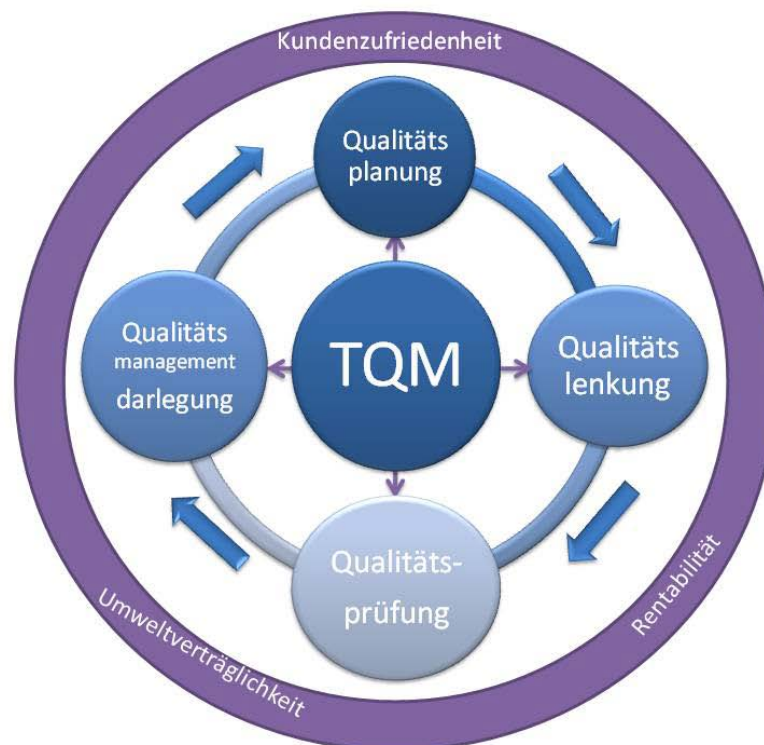 Kundenzufriedenheit
Qualitäts
planung
Qualitäts
management
darlegung
TQM
Qualitäts
lenkung
Qualitäts-
prüfung
Umweltverträglichkeit
Rentabilität